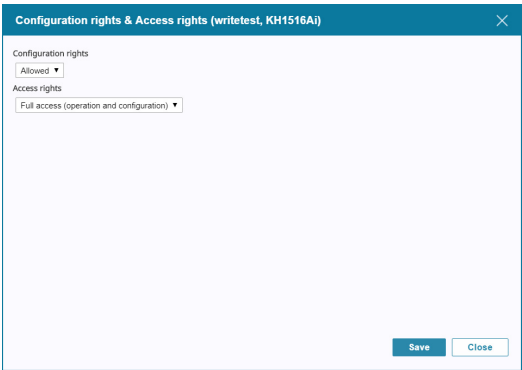 Configuration rights & Access rights (writetest, KH1516Ai)
Configuration rights
Allowed
Access rights
Full access (operation and configuration)
Save Close